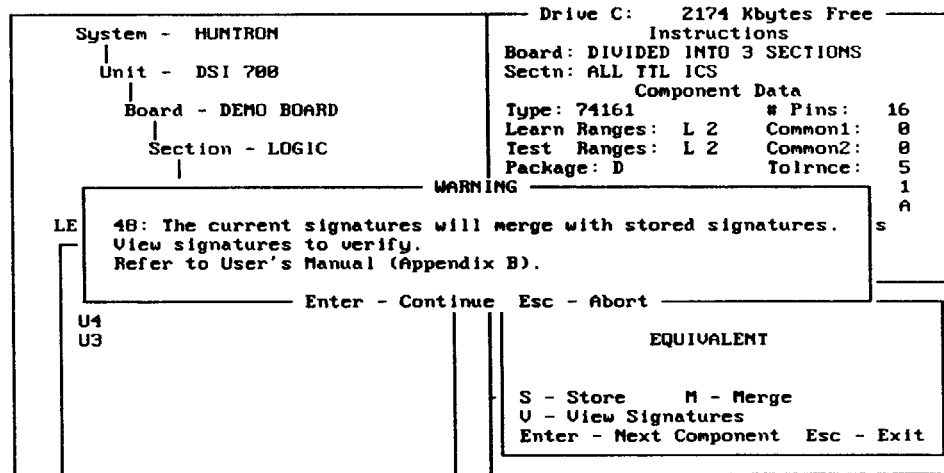 System - HUNTRON
Unit - DSI 700
Board - DEMO BOARD
Section - LOGIC
LE
U4
U3
Drive C: 2174 Kbytes Free
Instructions
Board: DIVIDED INTO 3 SECTIONS
Sectn: ALL TTL ICS
Component Data
Type: 74161 # Pins: 16
Learn Ranges: L 2 Common1: 0
Test Ranges: L 2 Common2: 0
Package: D Tolrnce: 5
1
A
s
WARNING
48: The current signatures will merge with stored signatures.
View signatures to verify.
Refer to User's Manual (Appendix B).
Enter - Continue Esc - Abort
EQUIVALENT
S - Store M - Merge
V - View Signatures
Enter - Next Component Esc - Exit